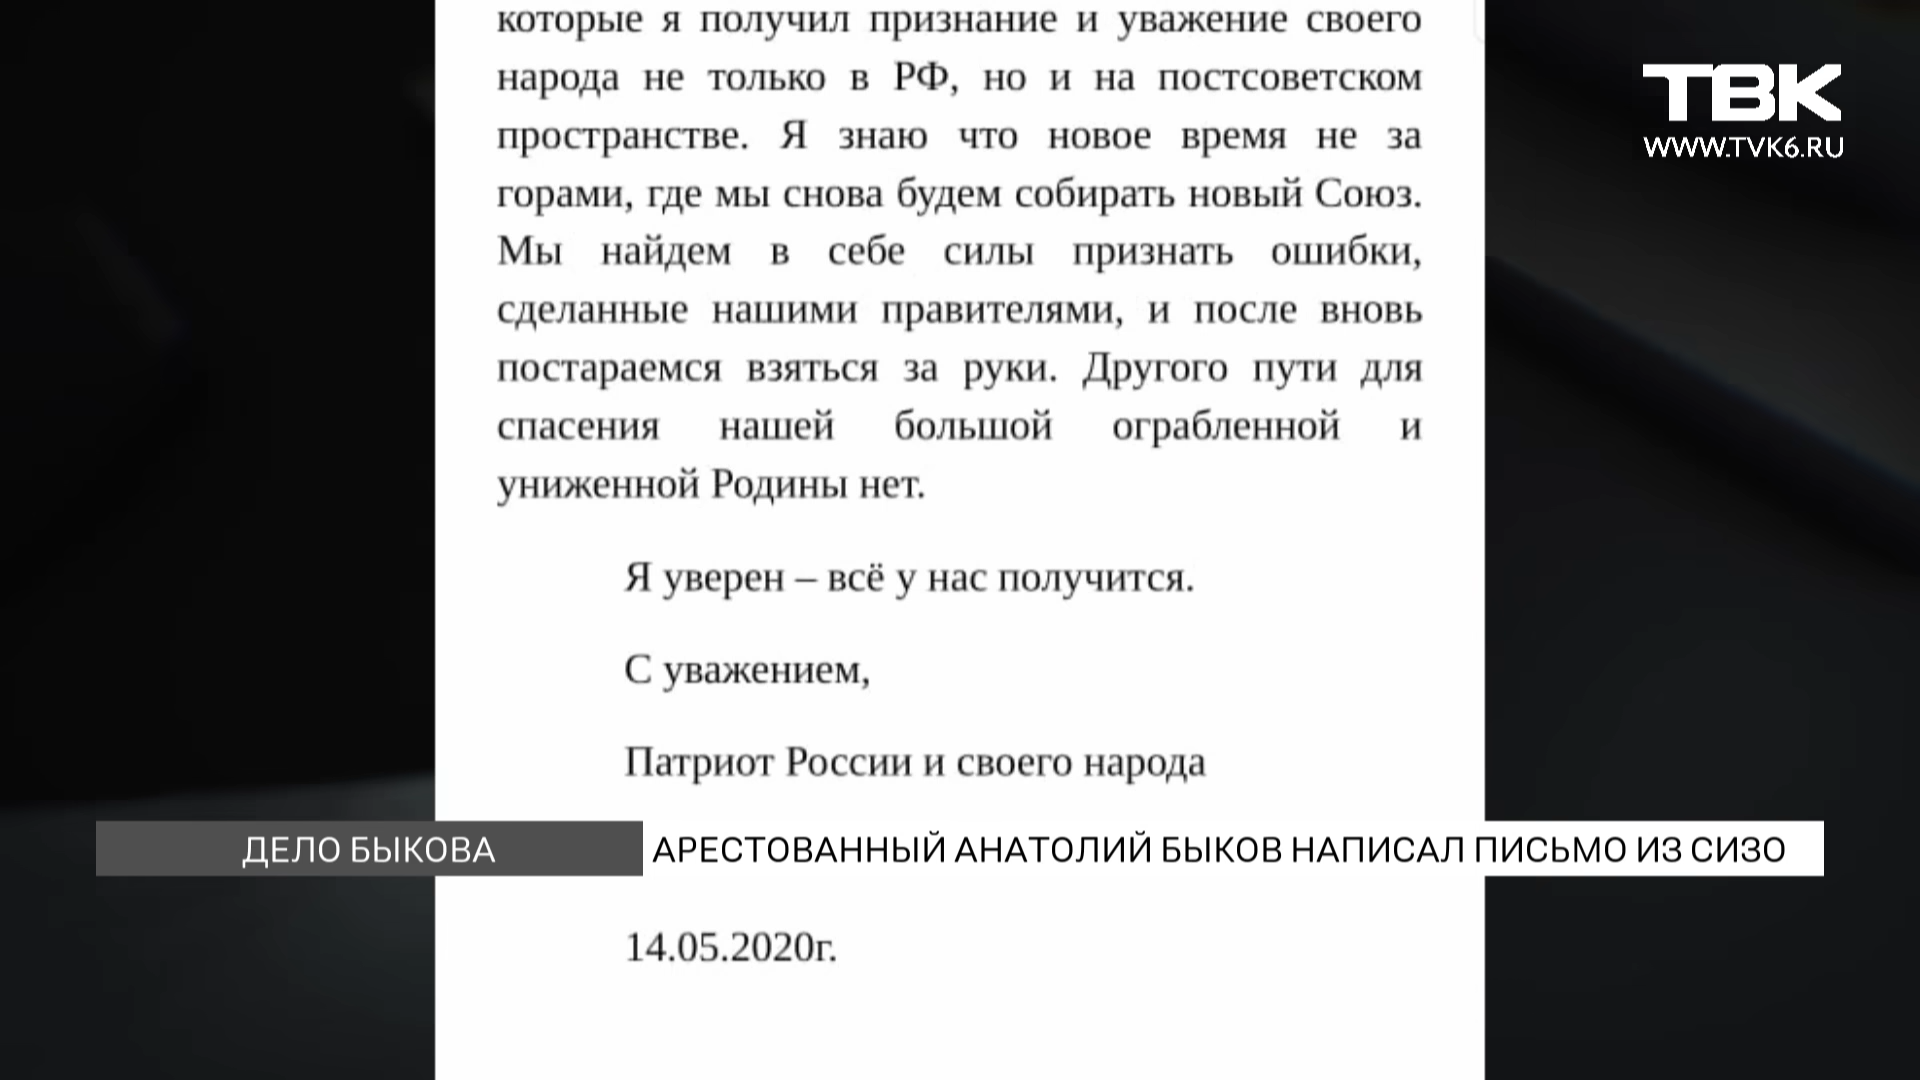 которые я получил признание и уважение своего
народа не только в РФ, но и на постсоветском
пространстве. Я знаю что новое время не за
горами, где мы снова будем собирать новый Союз.
Мы найдем в себе силы признать ошибки,
сделанные нашими правителями, и после вновь
постараемся взяться за руки. Другого пути для
спасения нашей большой ограбленной и
униженной Родины нет.
Я уверен – всё у нас получится.
С уважением,
Патриот России и своего народа
ДЕЛО БЫКОВА
АРЕСТОВАННЫЙ АНАТОЛИЙ БЫКОВ НАПИСАЛ ПИСЬМО ИЗ СИЗО
14.05.2020г.
ТВК
WWW.TVK6.RU